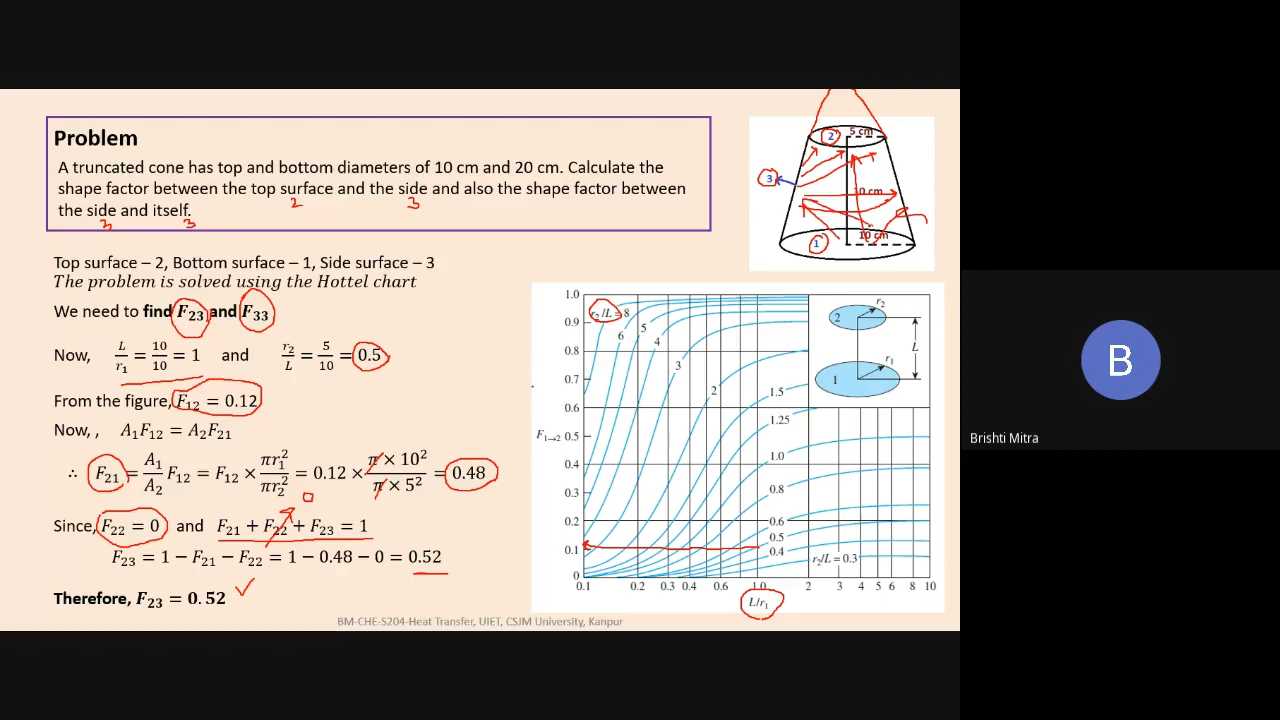 Problem
A truncated cone has top and bottom diameters of 10 cm and 20 cm. Calculate the
shape factor between the top surface and the side and also the shape factor between
the side and itself.
2
3
3
3
Top surface – 2, Bottom surface – 1, Side surface – 3
The problem is solved using the Hottel chart
We need to find F₂₃ and F₃₃
Now, L/r₁ = 10/10 = 1 and r₂/L = 5/10 = 0.5
From the figure, F₁₂ = 0.12
Now, , A₁F₁₂ = A₂F₂₁
∴ F₂₁ = A₁/A₂ F₁₂ = F₁₂ × πr₁²/πr₂² = 0.12 × π × 10²/π × 5² = 0.48
0
Since, F₂₂ = 0 and F₂₁ + F₂₂ + F₂₃ = 1
F₂₃ = 1 − F₂₁ − F₂₂ = 1 − 0.48 − 0 = 0.52
Therefore, F₂₃ = 0.52
BM-CHE-S204-Heat Transfer, UIET, CSJM University, Kanpur
2
5 cm
3
10 cm
1
10 cm
1.0
0.9
0.8
0.7
0.6
0.5
0.4
0.3
0.2
0.1
0
F₁→₂
r₂/L = 8
6
5
4
3
2
1.5
1.25
1.0
0.8
0.6
0.5
0.4
r₂/L = 0.3
r₂
2
L
r₁
1
0.1 0.2 0.3 0.4 0.6 1.0 2 3 4 5 6 8 10
L/r₁
B
Brishti Mitra